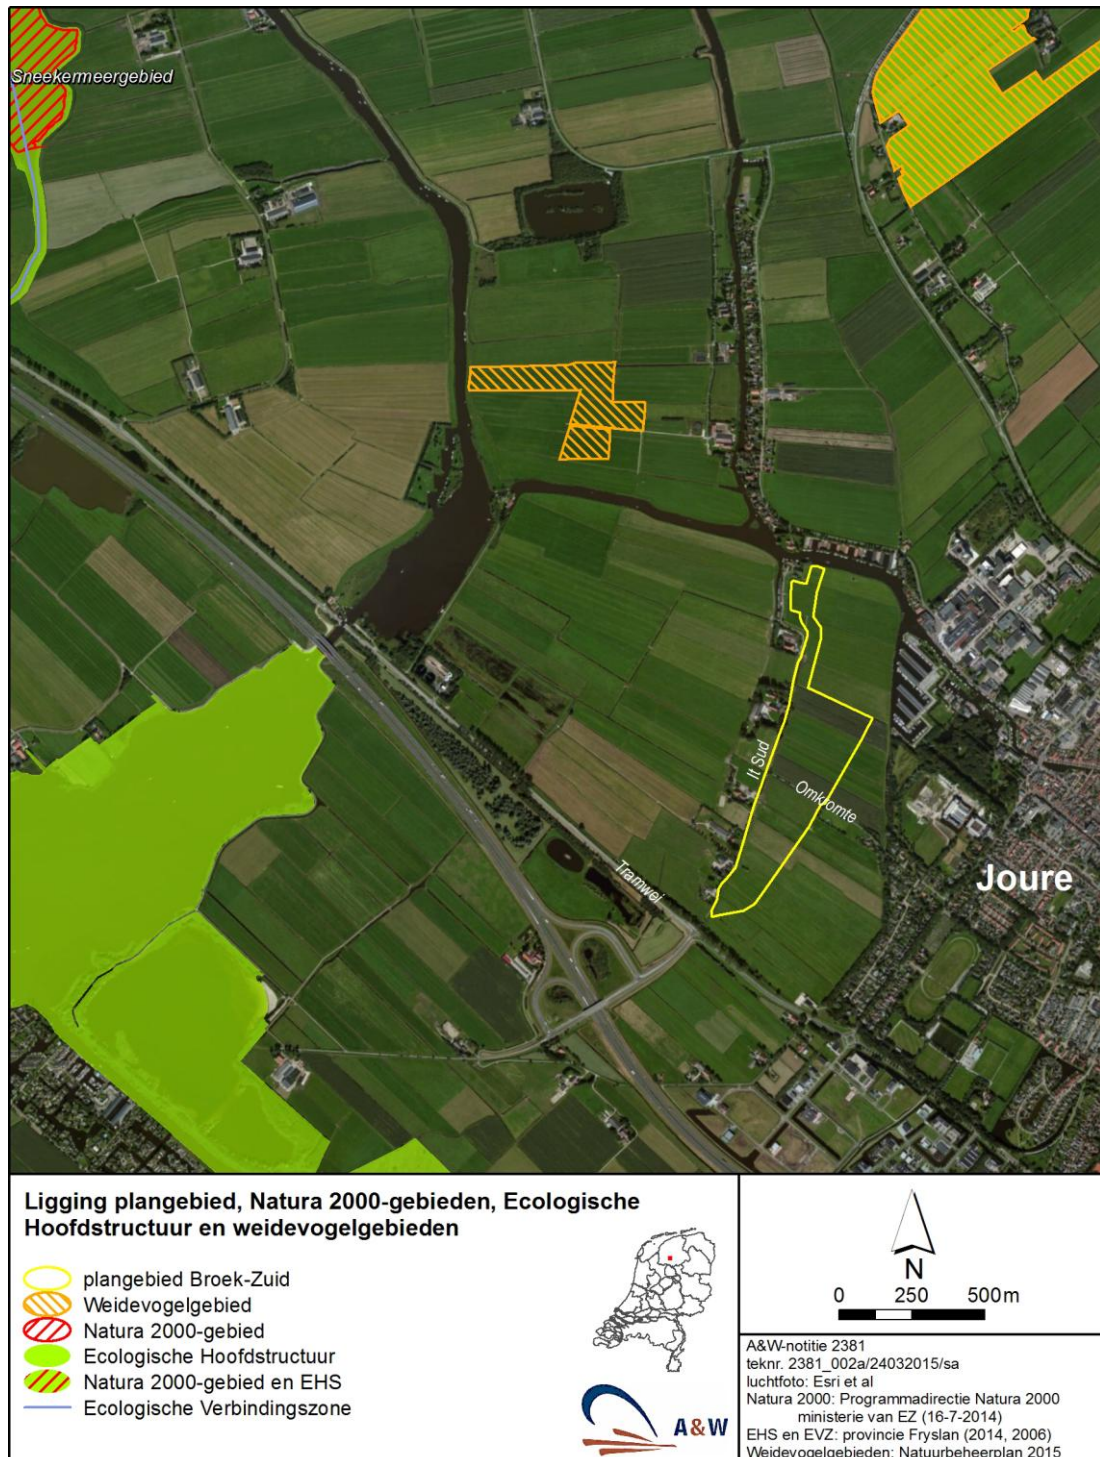 Sneekermeergebied
It Sud
Omkromte
Tramwei
Joure
Ligging plangebied, Natura 2000-gebieden, Ecologische
Hoofdstructuur en weidevogelgebieden
plangebied Broek-Zuid
Weidevogelgebied
Natura 2000-gebied
Ecologische Hoofdstructuur
Natura 2000-gebied en EHS
Ecologische Verbindingszone
A&W
N
0 250 500m
A&W-notitie 2381
teknr. 2381_002a/24032015/sa
luchtfoto: Esri et al
Natura 2000: Programmadirectie Natura 2000
ministerie van EZ (16-7-2014)
EHS en EVZ: provincie Fryslan (2014, 2006)
Weidevogelgebieden: Natuurbeheerplan 2015